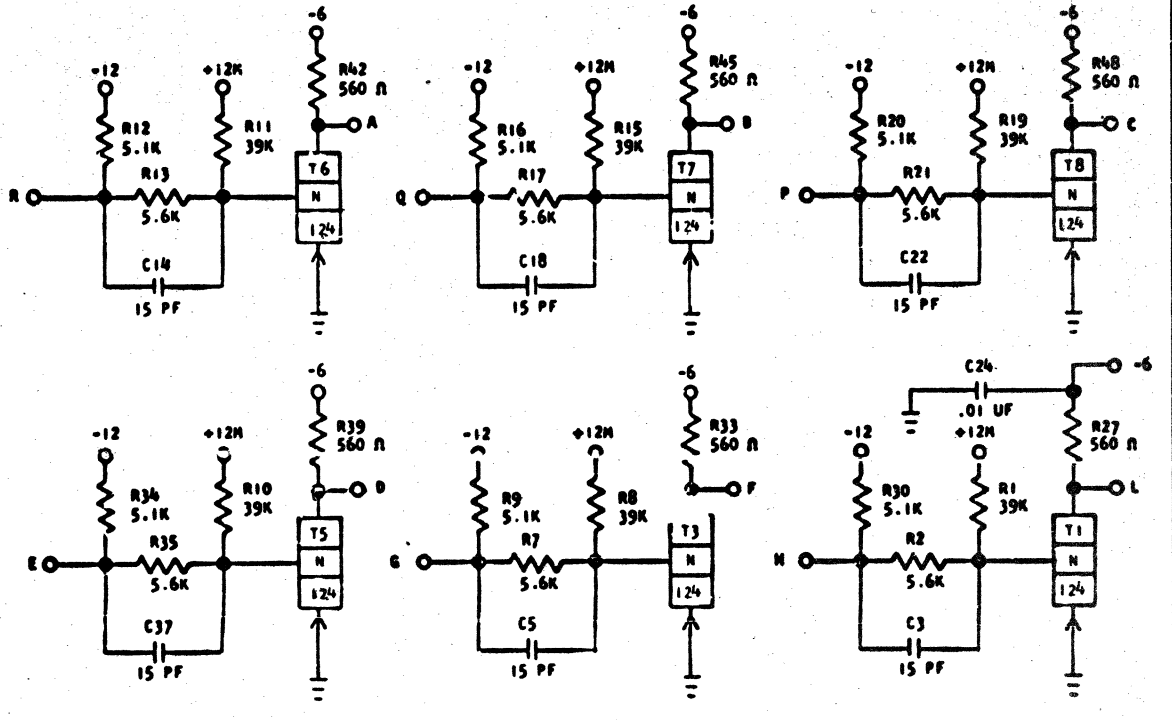 -6
-12
+12M
R42
560 Ω
A
R12
5.1K
R11
39K
R13
5.6K
R
T6
N
124
C14
15 PF
-6
-12
+12M
R45
560 Ω
B
R16
5.1K
R15
39K
R17
5.6K
Q
T7
N
124
C18
15 PF
-6
-12
+12M
R48
560 Ω
C
R20
5.1K
R19
39K
R21
5.6K
P
T8
N
124
C22
15 PF
-6
-12
+12M
R39
560 Ω
D
R34
5.1K
R10
39K
R35
5.6K
E
T5
N
124
C37
15 PF
-6
-12
+12M
R33
560 Ω
F
R9
5.1K
R8
39K
R7
5.6K
G
T3
N
124
C5
15 PF
C24
.01 UF
-6
-12
+12M
R27
560 Ω
L
R30
5.1K
R1
39K
R2
5.6K
T1
N
124
C3
15 PF